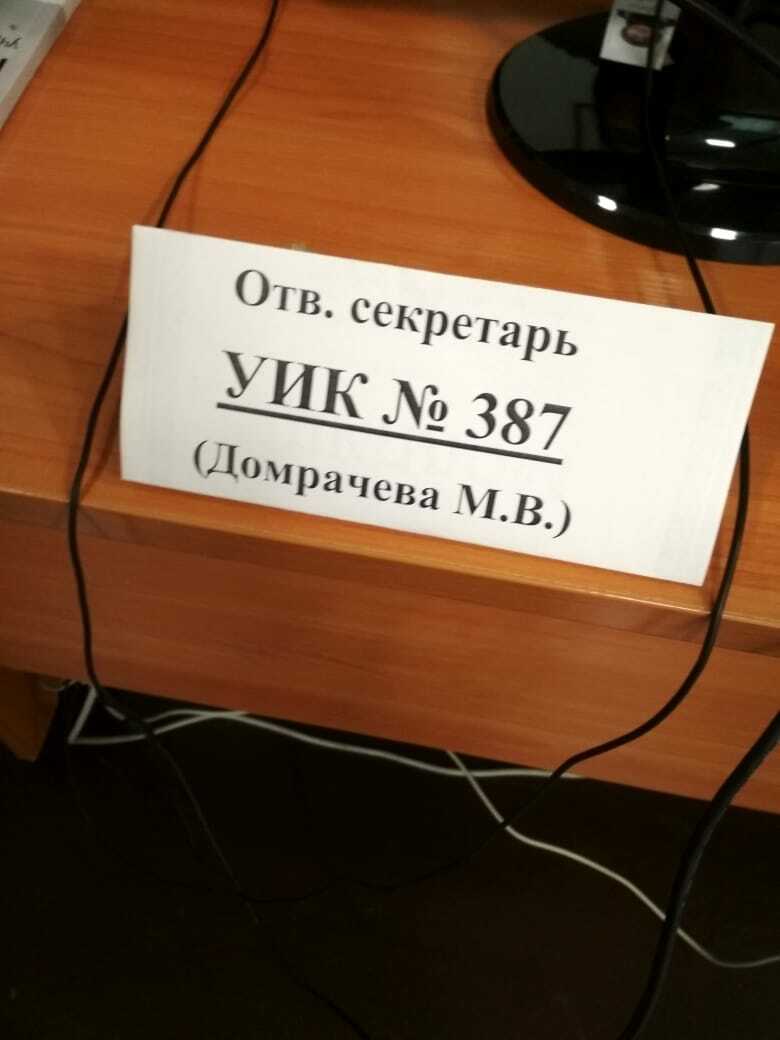 Отв. секретарь
УИК № 387
(Домрачева М.В.)